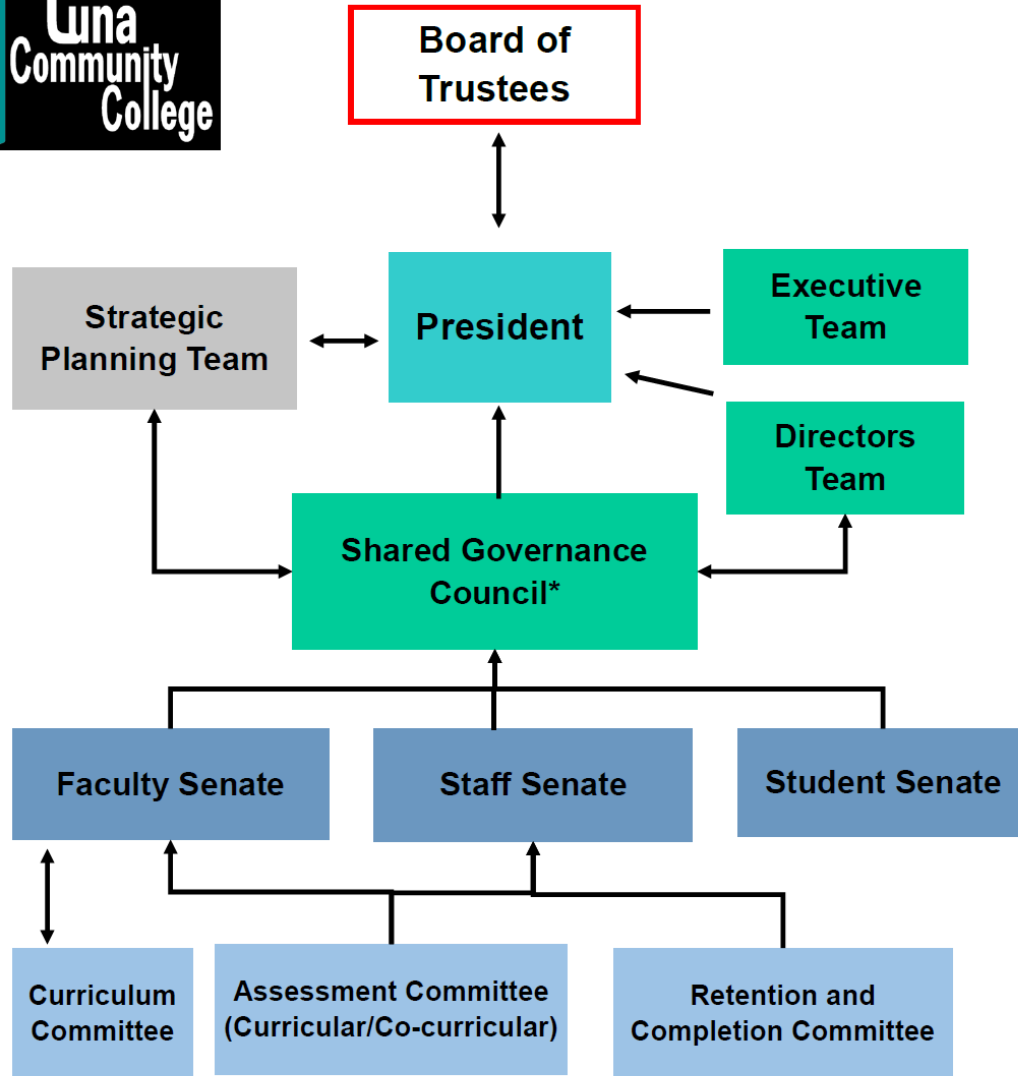 Luna
Community
College
Board of
Trustees
Strategic
Planning Team
President
Executive
Team
Directors
Team
Shared Governance
Council*
Faculty Senate
Staff Senate
Student Senate
Curriculum
Committee
Assessment Committee
(Curricular/Co-curricular)
Retention and
Completion Committee